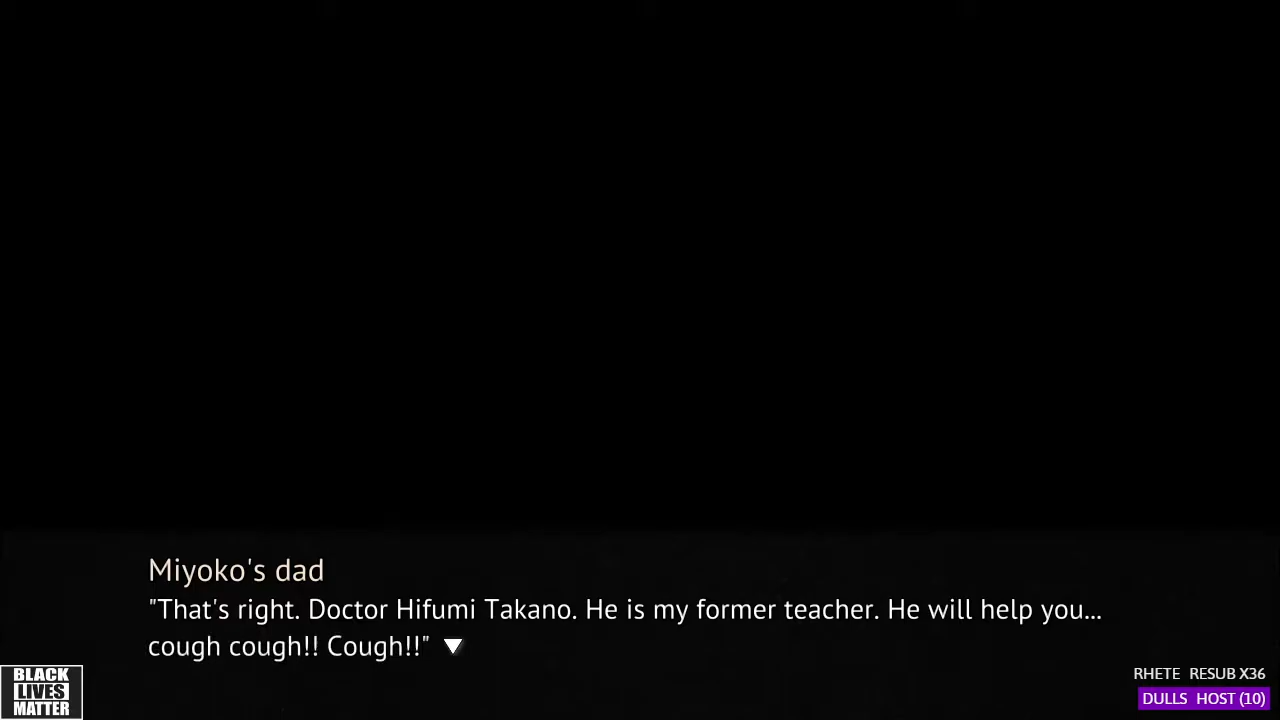 Miyoko's dad
"That's right. Doctor Hifumi Takano. He is my former teacher. He will help you...
cough cough!! Cough!!"
BLACK
LIVES
MATTER
RHETE RESUB X36
DULLS HOST (10)